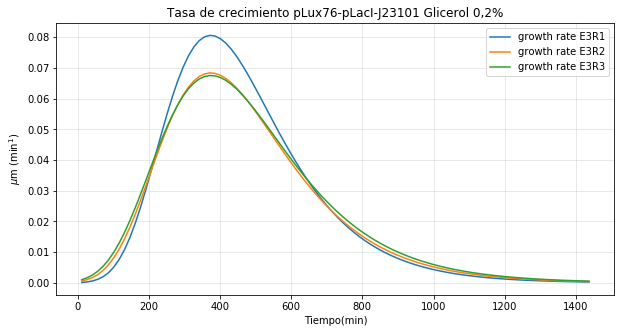 Tasa de crecimiento pLux76-pLacI-J23101 Glicerol 0,2%
growth rate E3R1
growth rate E3R2
growth rate E3R3
μm (min⁻¹)
0.08
0.07
0.06
0.05
0.04
0.03
0.02
0.01
0.00
0 200 400 600 800 1000 1200 1400
Tiempo(min)